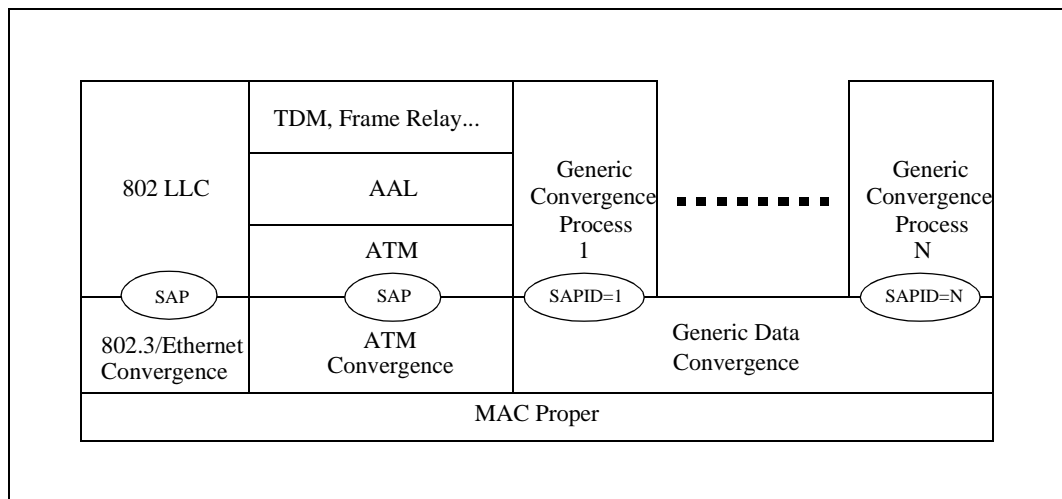 TDM, Frame Relay...
802 LLC
AAL
ATM
Generic
Convergence
Process
1
Generic
Convergence
Process
N
SAP
SAP
SAPID=1
SAPID=N
802.3/Ethernet
Convergence
ATM
Convergence
Generic Data
Convergence
MAC Proper